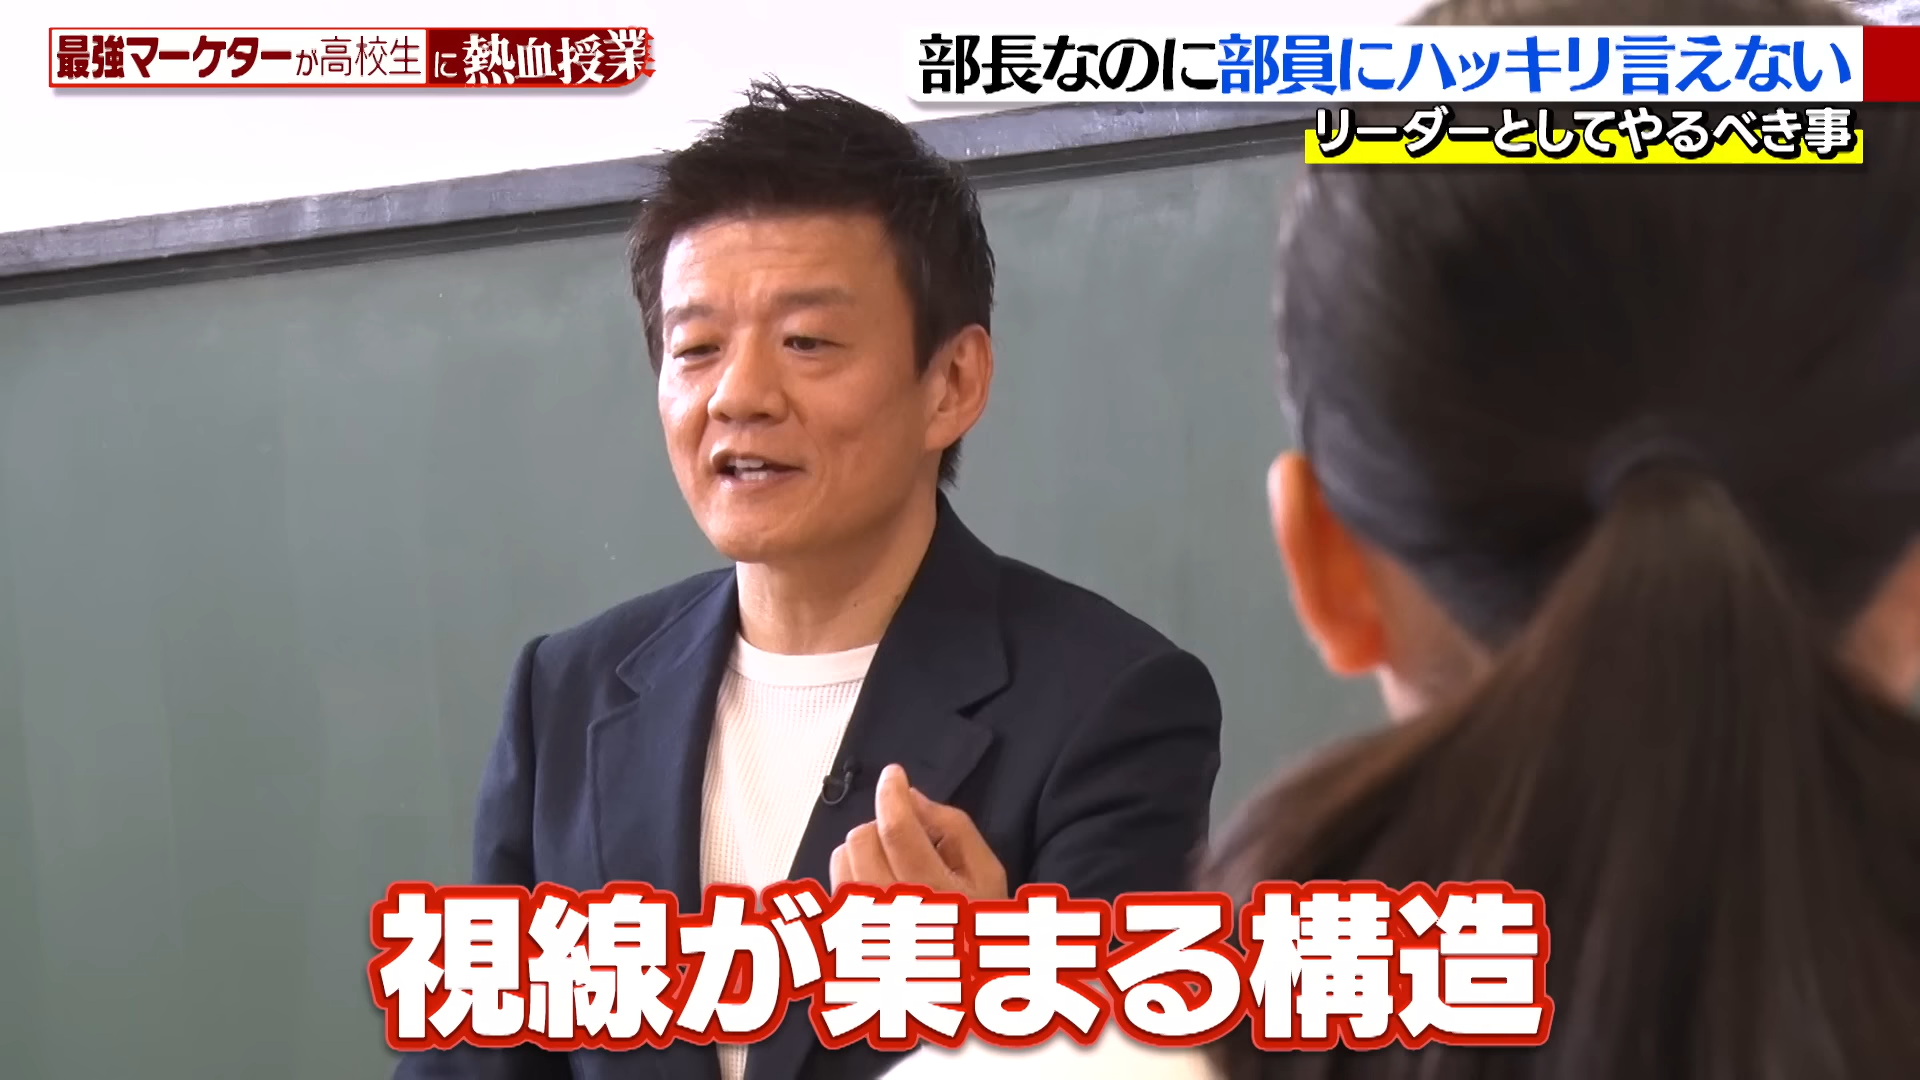 最強マーケターが高校生に熱血授業
部長なのに部員にハッキリ言えない
リーダーとしてやるべき事
視線が集まる構造